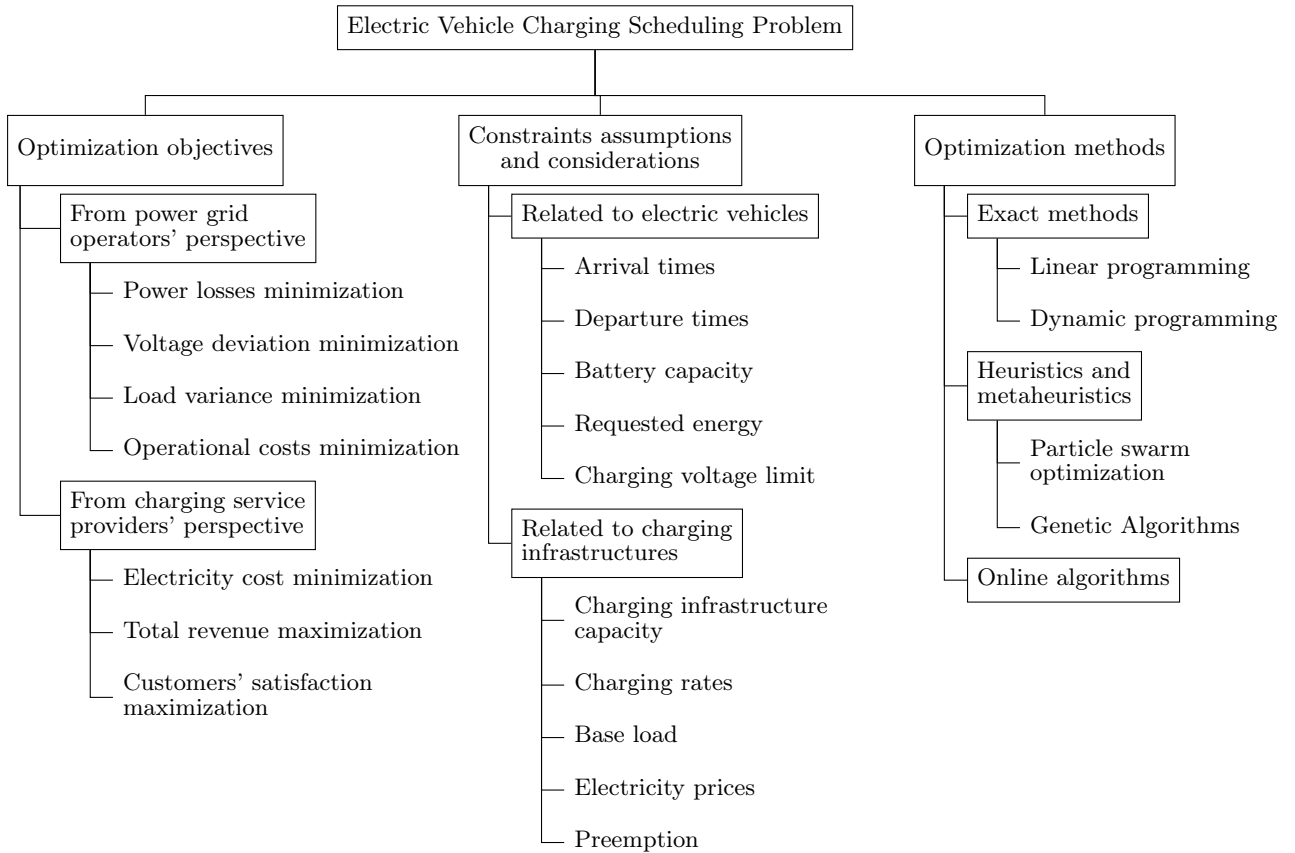 Electric Vehicle Charging Scheduling Problem
Optimization objectives
From power grid
operators' perspective
Power losses minimization
Voltage deviation minimization
Load variance minimization
Operational costs minimization
From charging service
providers' perspective
Electricity cost minimization
Total revenue maximization
Customers' satisfaction
maximization
Constraints assumptions
and considerations
Related to electric vehicles
Arrival times
Departure times
Battery capacity
Requested energy
Charging voltage limit
Related to charging
infrastructures
Charging infrastructure
capacity
Charging rates
Base load
Electricity prices
Preemption
Optimization methods
Exact methods
Linear programming
Dynamic programming
Heuristics and
metaheuristics
Particle swarm
optimization
Genetic Algorithms
Online algorithms